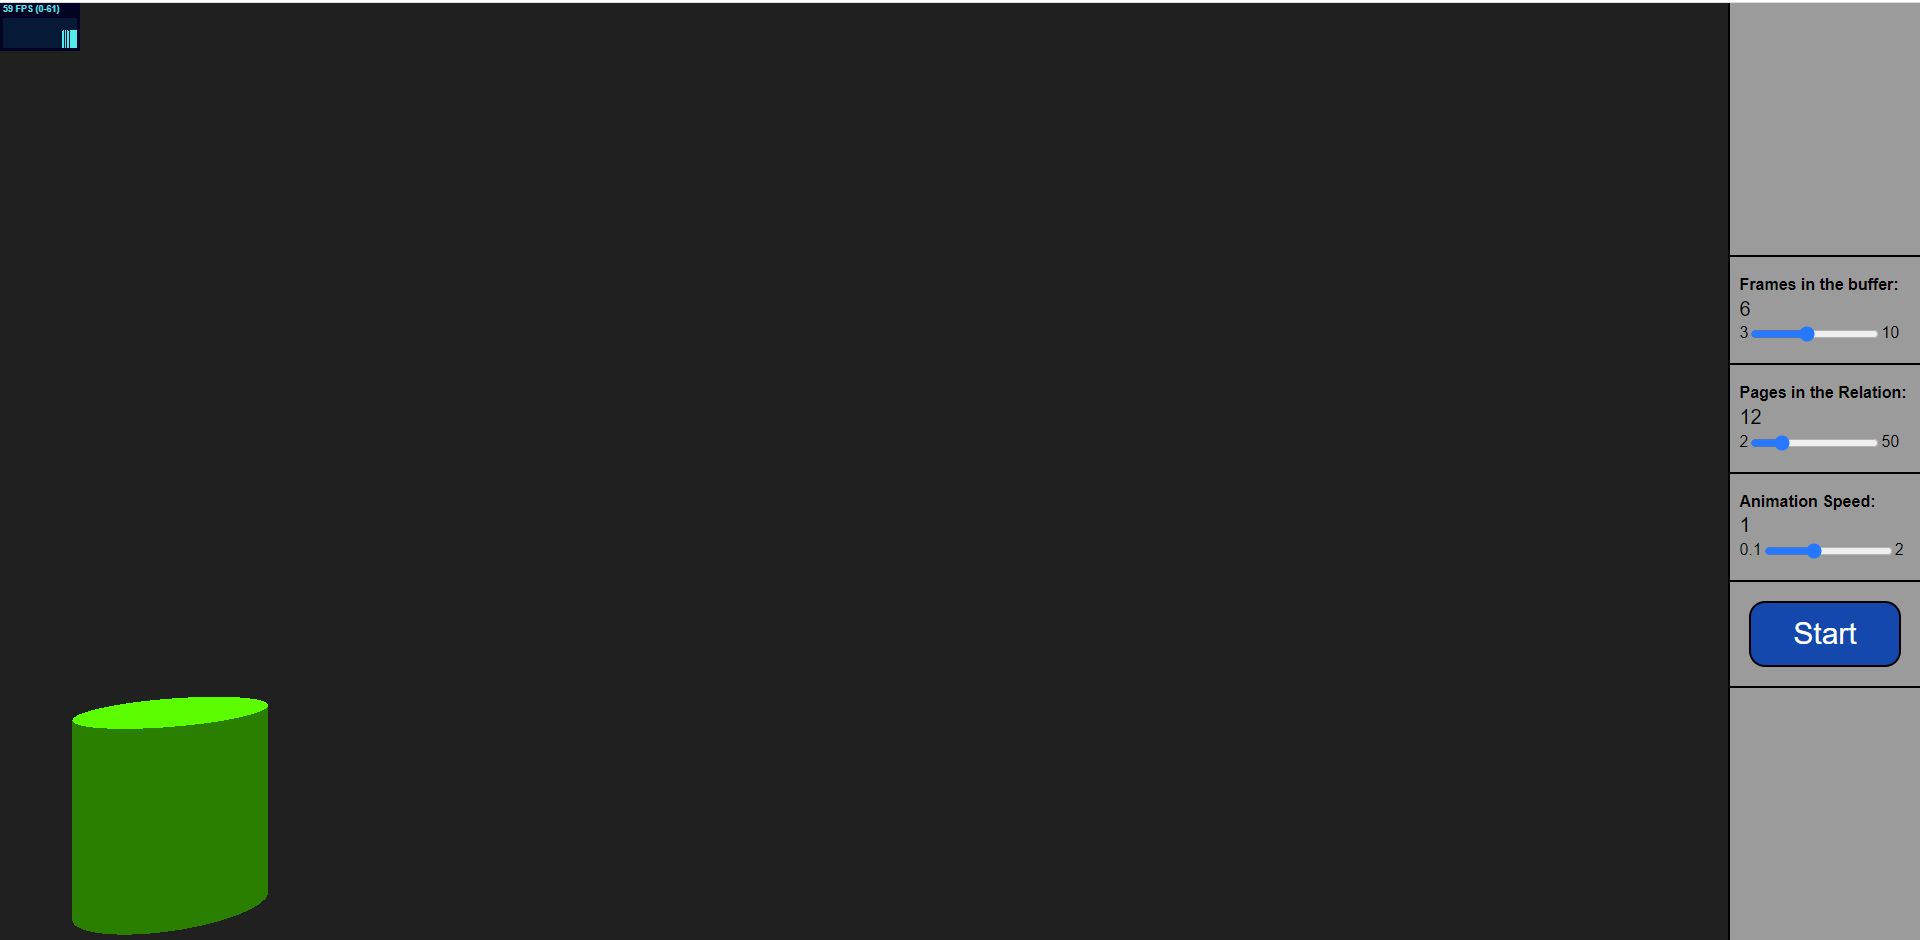 59 FPS (0-61)
Frames in the buffer:
6
3 10
Pages in the Relation:
12
2 50
Animation Speed:
1
0.1 2
Start